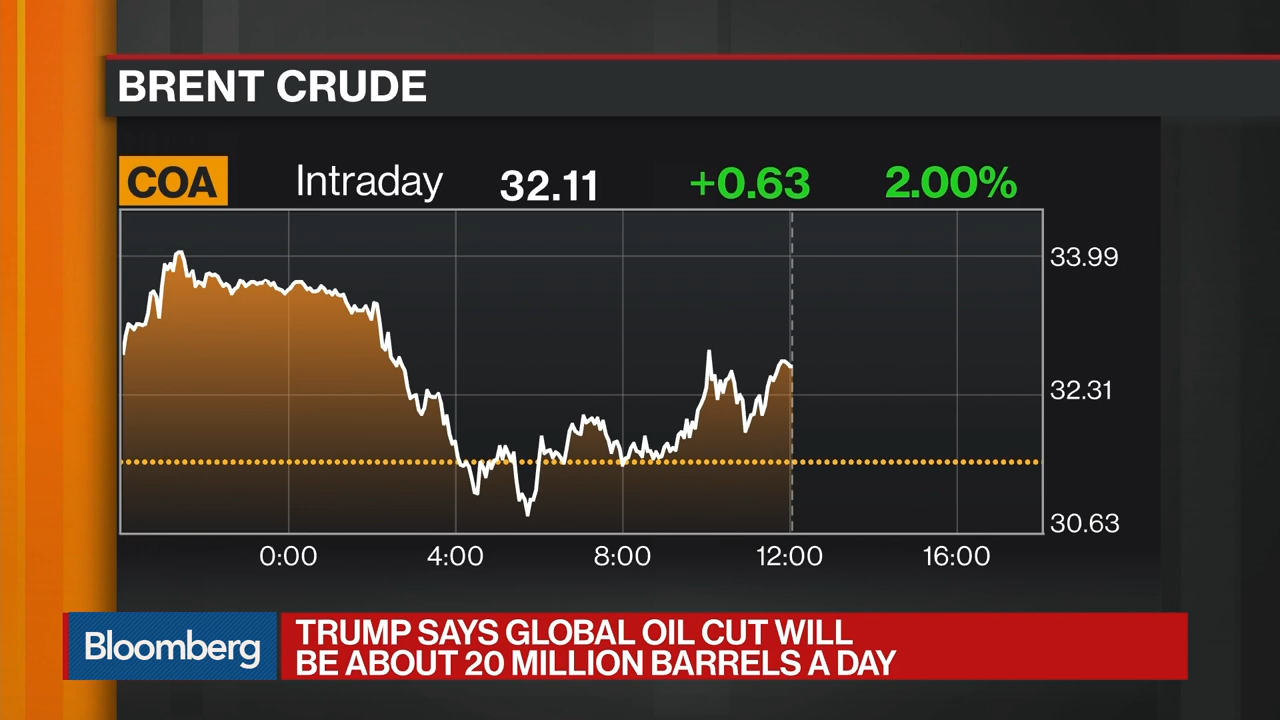 BRENT CRUDE
COA Intraday 32.11 +0.63 2.00%
33.99
32.31
30.63
0:00 4:00 8:00 12:00 16:00
Bloomberg
TRUMP SAYS GLOBAL OIL CUT WILL
BE ABOUT 20 MILLION BARRELS A DAY